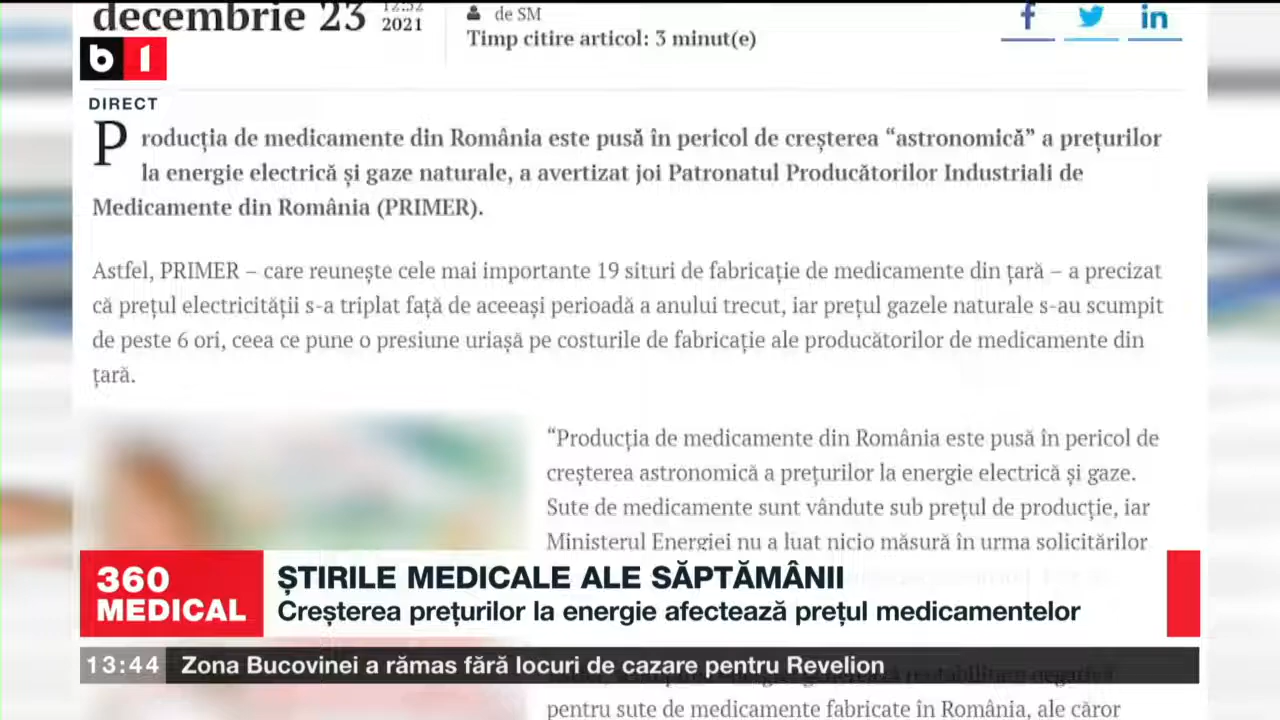 decembrie 23
12:52
2021
de SM
Timp citire articol: 3 minut(e)
f
in
b 1
DIRECT
Producția de medicamente din România este pusă în pericol de creșterea “astronomică” a prețurilor
la energie electrică și gaze naturale, a avertizat joi Patronatul Producătorilor Industriali de
Medicamente din România (PRIMER).
Astfel, PRIMER – care reunește cele mai importante 19 situri de fabricație de medicamente din țară – a precizat
că prețul electricității s-a triplat față de aceeași perioadă a anului trecut, iar prețul gazele naturale s-au scumpit
de peste 6 ori, ceea ce pune o presiune uriașă pe costurile de fabricație ale producătorilor de medicamente din
țară.
“Producția de medicamente din România este pusă în pericol de
creșterea astronomică a prețurilor la energie electrică și gaze.
Sute de medicamente sunt vândute sub prețul de producție, iar
Ministerul Energiei nu a luat nicio măsură în urma solicitărilor
360
MEDICAL
ȘTIRILE MEDICALE ALE SĂPTĂMÂNII
Creșterea prețurilor la energie afectează prețul medicamentelor
13:44
Zona Bucovinei a rămas fără locuri de cazare pentru Revelion
rentabilitate negativă
pentru sute de medicamente fabricate în România, ale căror